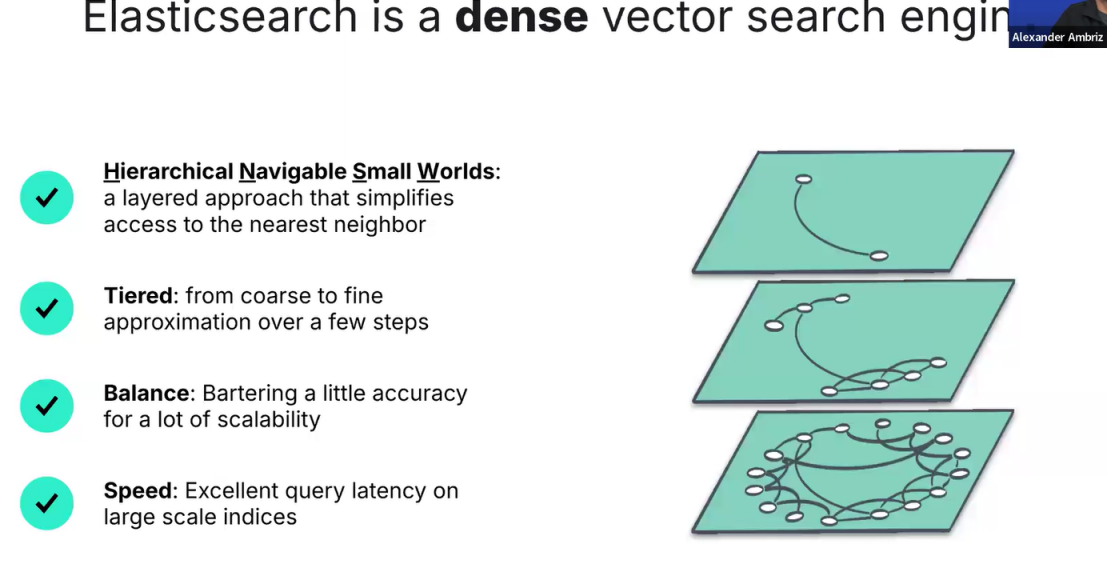 Elasticsearch is a dense vector search engin
Alexander Ambriz
Hierarchical Navigable Small Worlds:
a layered approach that simplifies
access to the nearest neighbor
Tiered: from coarse to fine
approximation over a few steps
Balance: Bartering a little accuracy
for a lot of scalability
Speed: Excellent query latency on
large scale indices